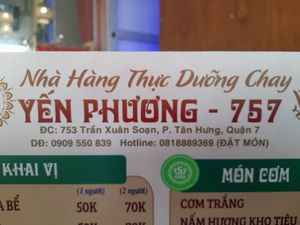 Nhà Hàng Thực Dưỡng Chay
YẾN PHƯƠNG - 757
ĐC: 753 Trần Xuân Soạn, P. Tân Hưng, Quận 7
DĐ: 0909 550 839 Hotline: 0818889369 (ĐẶT MÓN)
KHAI VỊ
(1 người) (2 người)
BỂ 50K 70K
757
MÓN CƠM
CƠM TRẮNG
NẤM HƯƠNG KHO TIÊU